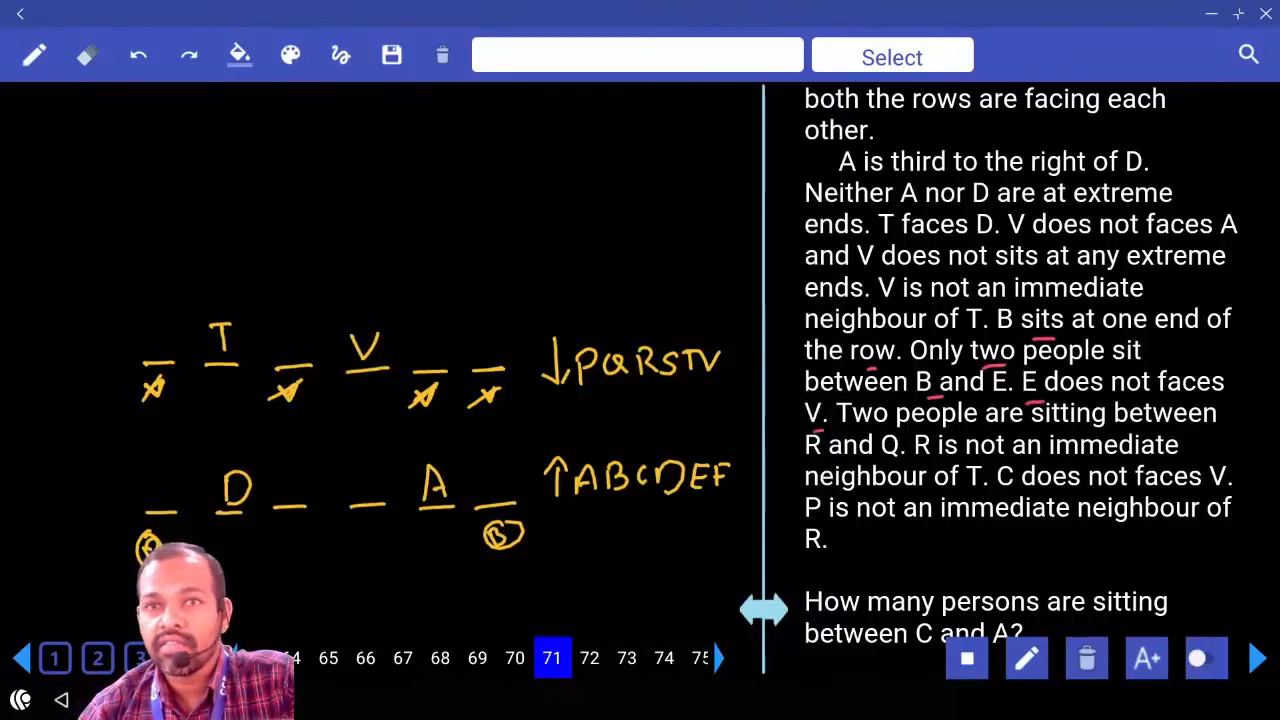 Select
both the rows are facing each
other.
A is third to the right of D.
Neither A nor D are at extreme
ends. T faces D. V does not faces A
and V does not sits at any extreme
ends. V is not an immediate
neighbour of T. B sits at one end of
the row. Only two people sit
between B and E. E does not faces
V. Two people are sitting between
R and Q. R is not an immediate
neighbour of T. C does not faces V.
P is not an immediate neighbour of
R.
How many persons are sitting
between C and A?
T V ↓PQRSTV
D A ↑ABCDEF
B
1 2 3 64 65 66 67 68 69 70 71 72 73 74 75
A+